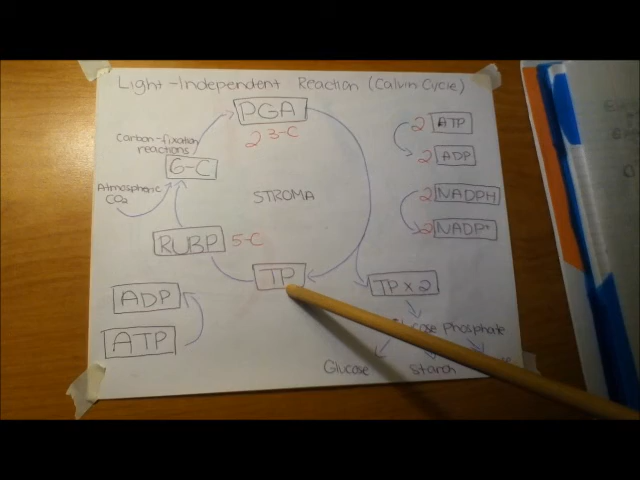 Light-Independent Reaction (Calvin Cycle)
PGA
2 3-C
2 ATP
2 ADP
Carbon-fixation
reactions
6-C
Atmospheric
CO2
STROMA
2 NADPH
2 NADP+
RUBP 5-C
TP
TP x 2
ADP
ATP
Phosphate
Glucose
Starch